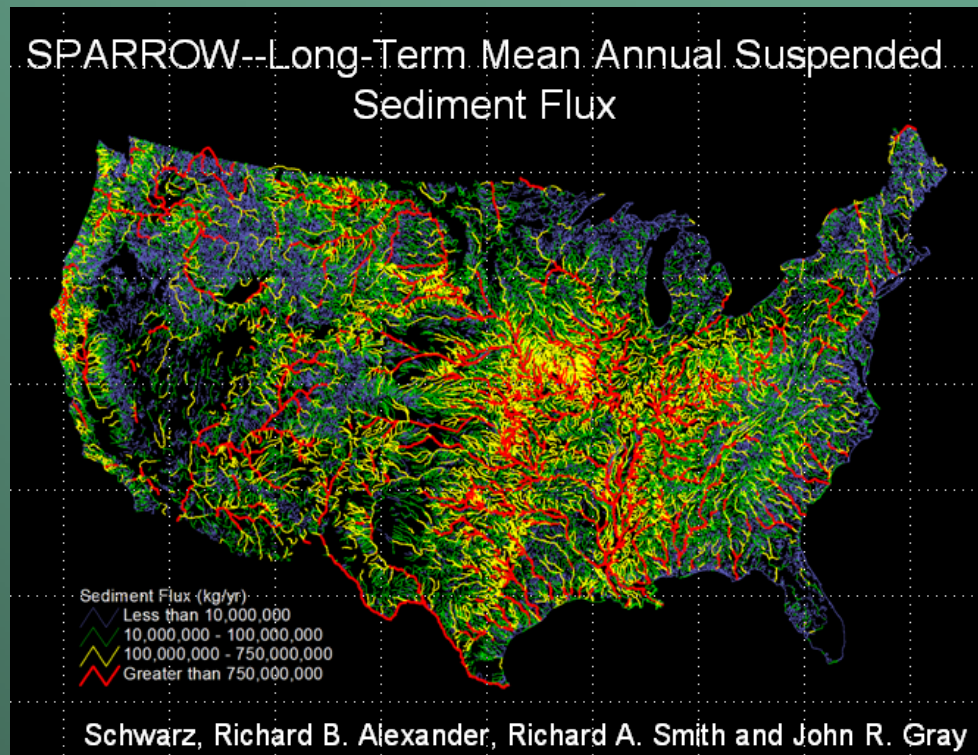 SPARROW--Long-Term Mean Annual Suspended
Sediment Flux
Sediment Flux (kg/yr)
Less than 10,000,000
10,000,000 - 100,000,000
100,000,000 - 750,000,000
Greater than 750,000,000
Schwarz, Richard B. Alexander, Richard A. Smith and John R. Gray